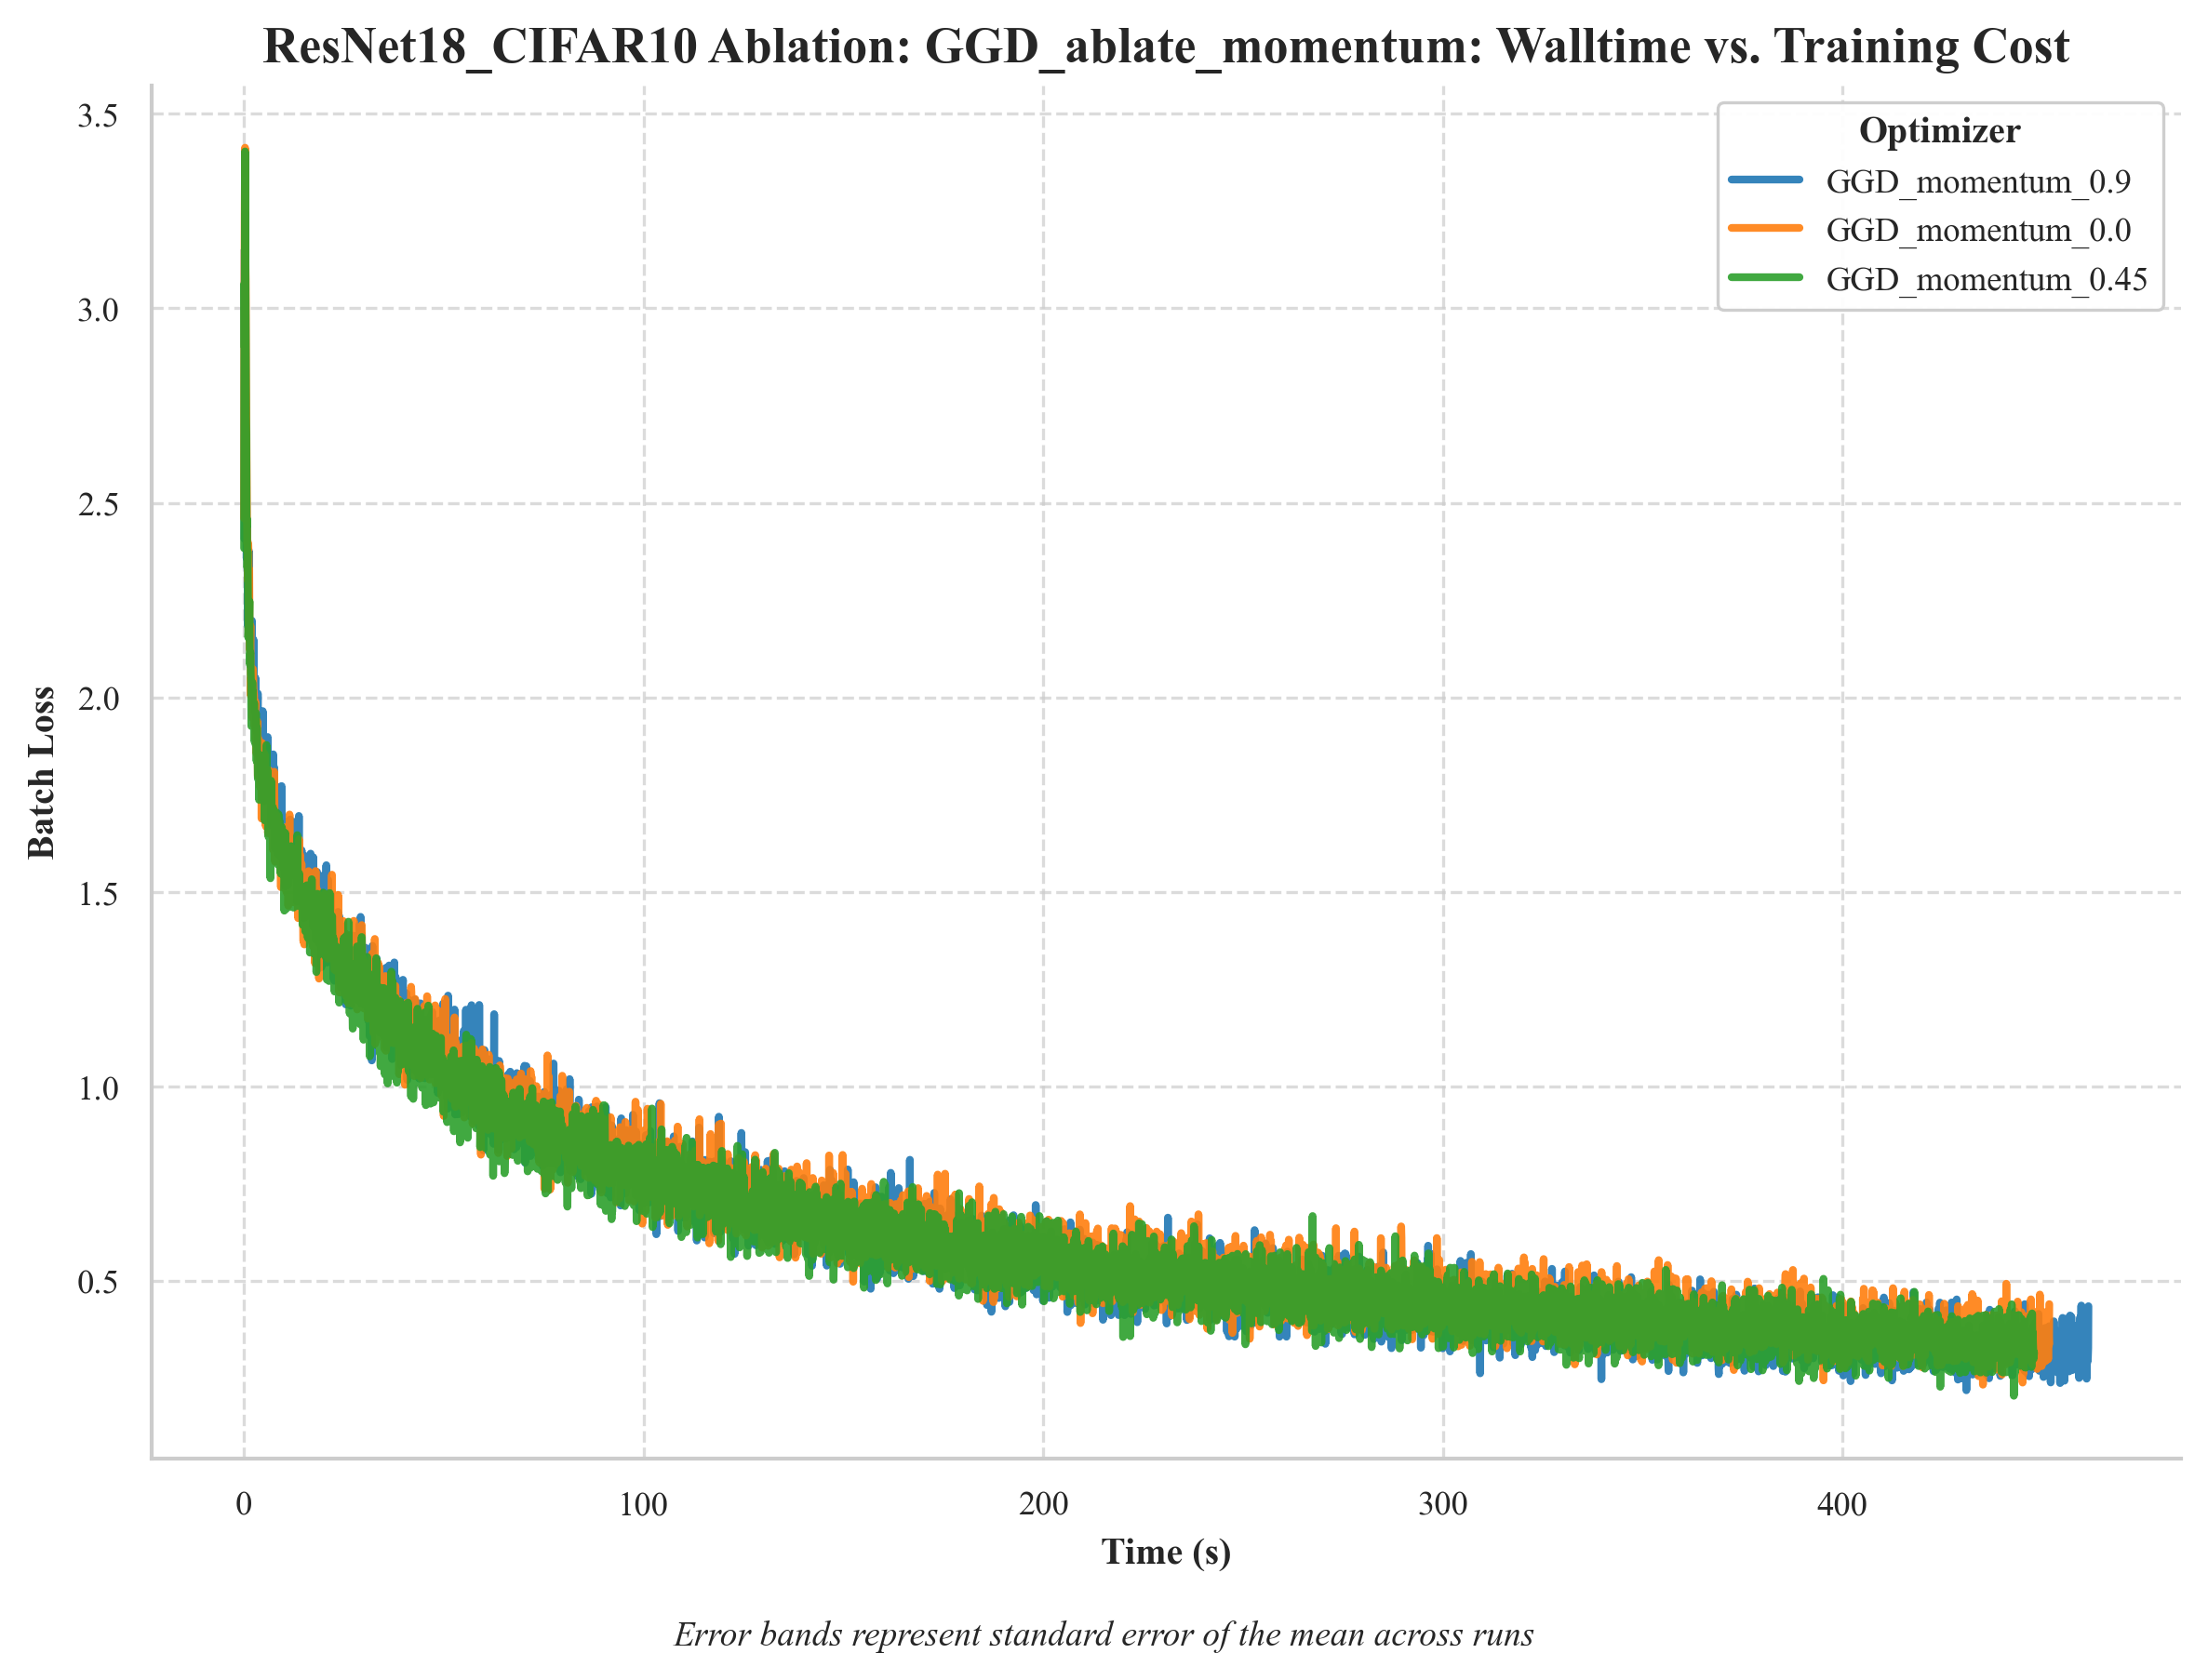 ResNet18_CIFAR10 Ablation: GGD_ablate_momentum: Walltime vs. Training Cost
Optimizer
GGD_momentum_0.9
GGD_momentum_0.0
GGD_momentum_0.45
Batch Loss
3.5
3.0
2.5
2.0
1.5
1.0
0.5
0 100 200 300 400
Time (s)
Error bands represent standard error of the mean across runs